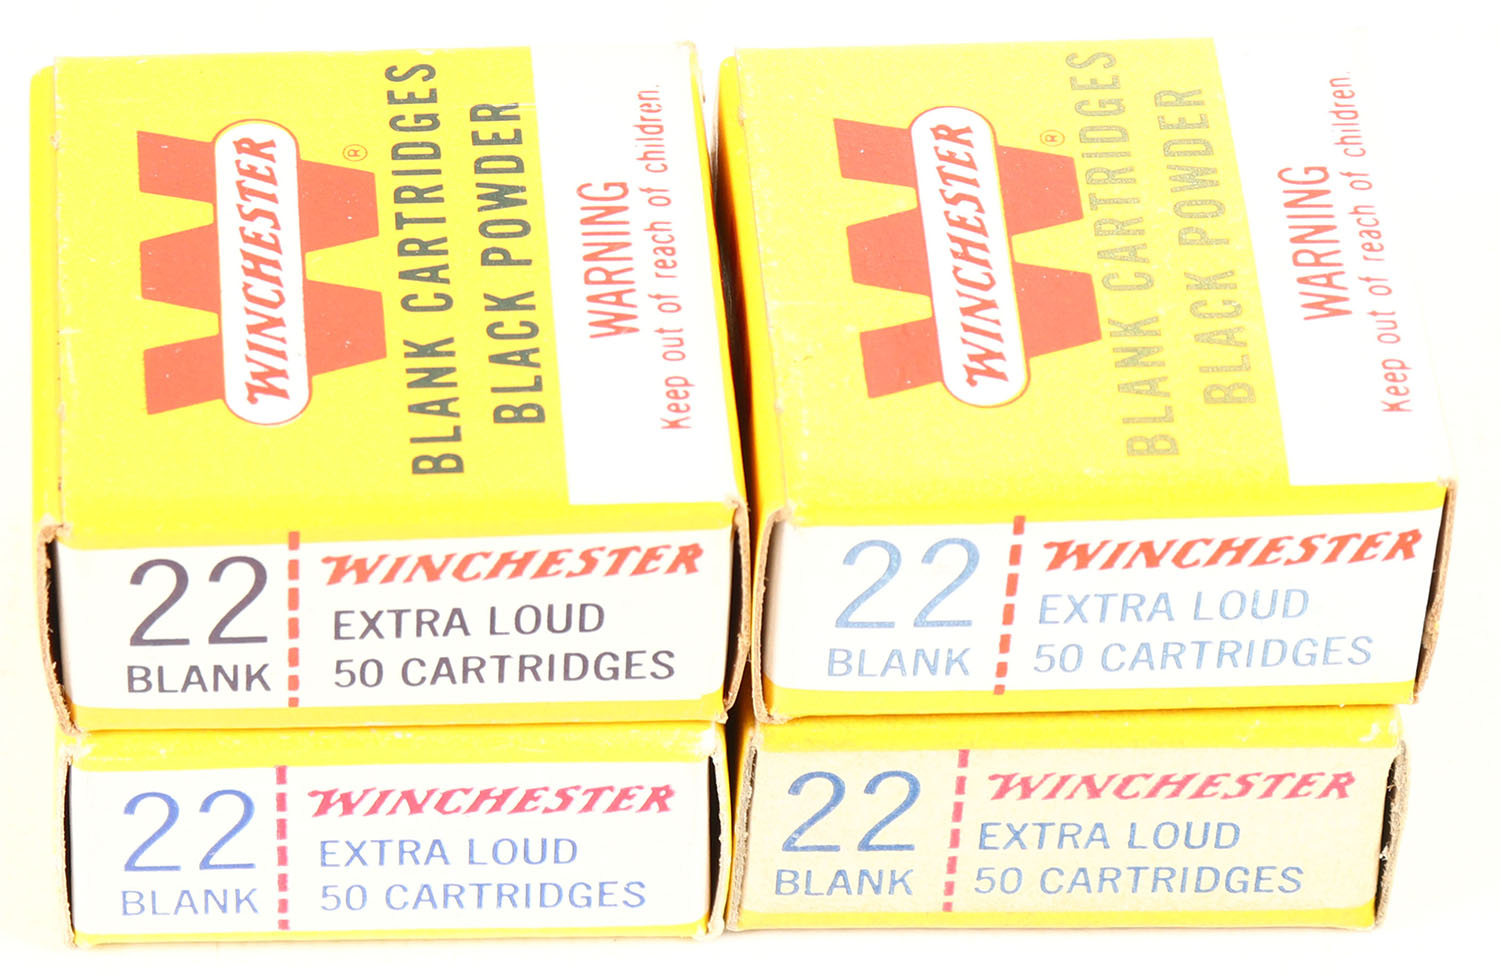 WINCHESTER
®
BLANK CARTRIDGES
BLACK POWDER
WARNING
Keep out of reach of children.
22
BLANK
WINCHESTER
EXTRA LOUD
50 CARTRIDGES
WINCHESTER
®
BLANK CARTRIDGES
BLACK POWDER
WARNING
Keep out of reach of children.
22
BLANK
WINCHESTER
EXTRA LOUD
50 CARTRIDGES
22
BLANK
WINCHESTER
EXTRA LOUD
50 CARTRIDGES
22
BLANK
WINCHESTER
EXTRA LOUD
50 CARTRIDGES